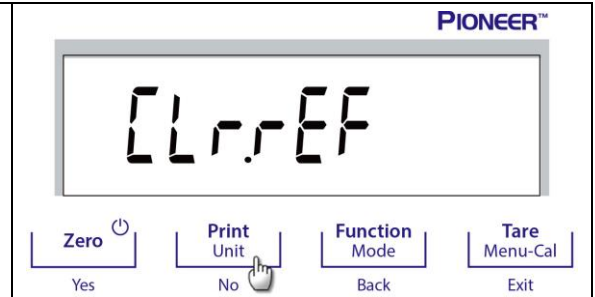 PIONEER™
CLr.rEF
Zero Print Function Tare
Unit Mode Menu-Cal
Yes No Back Exit